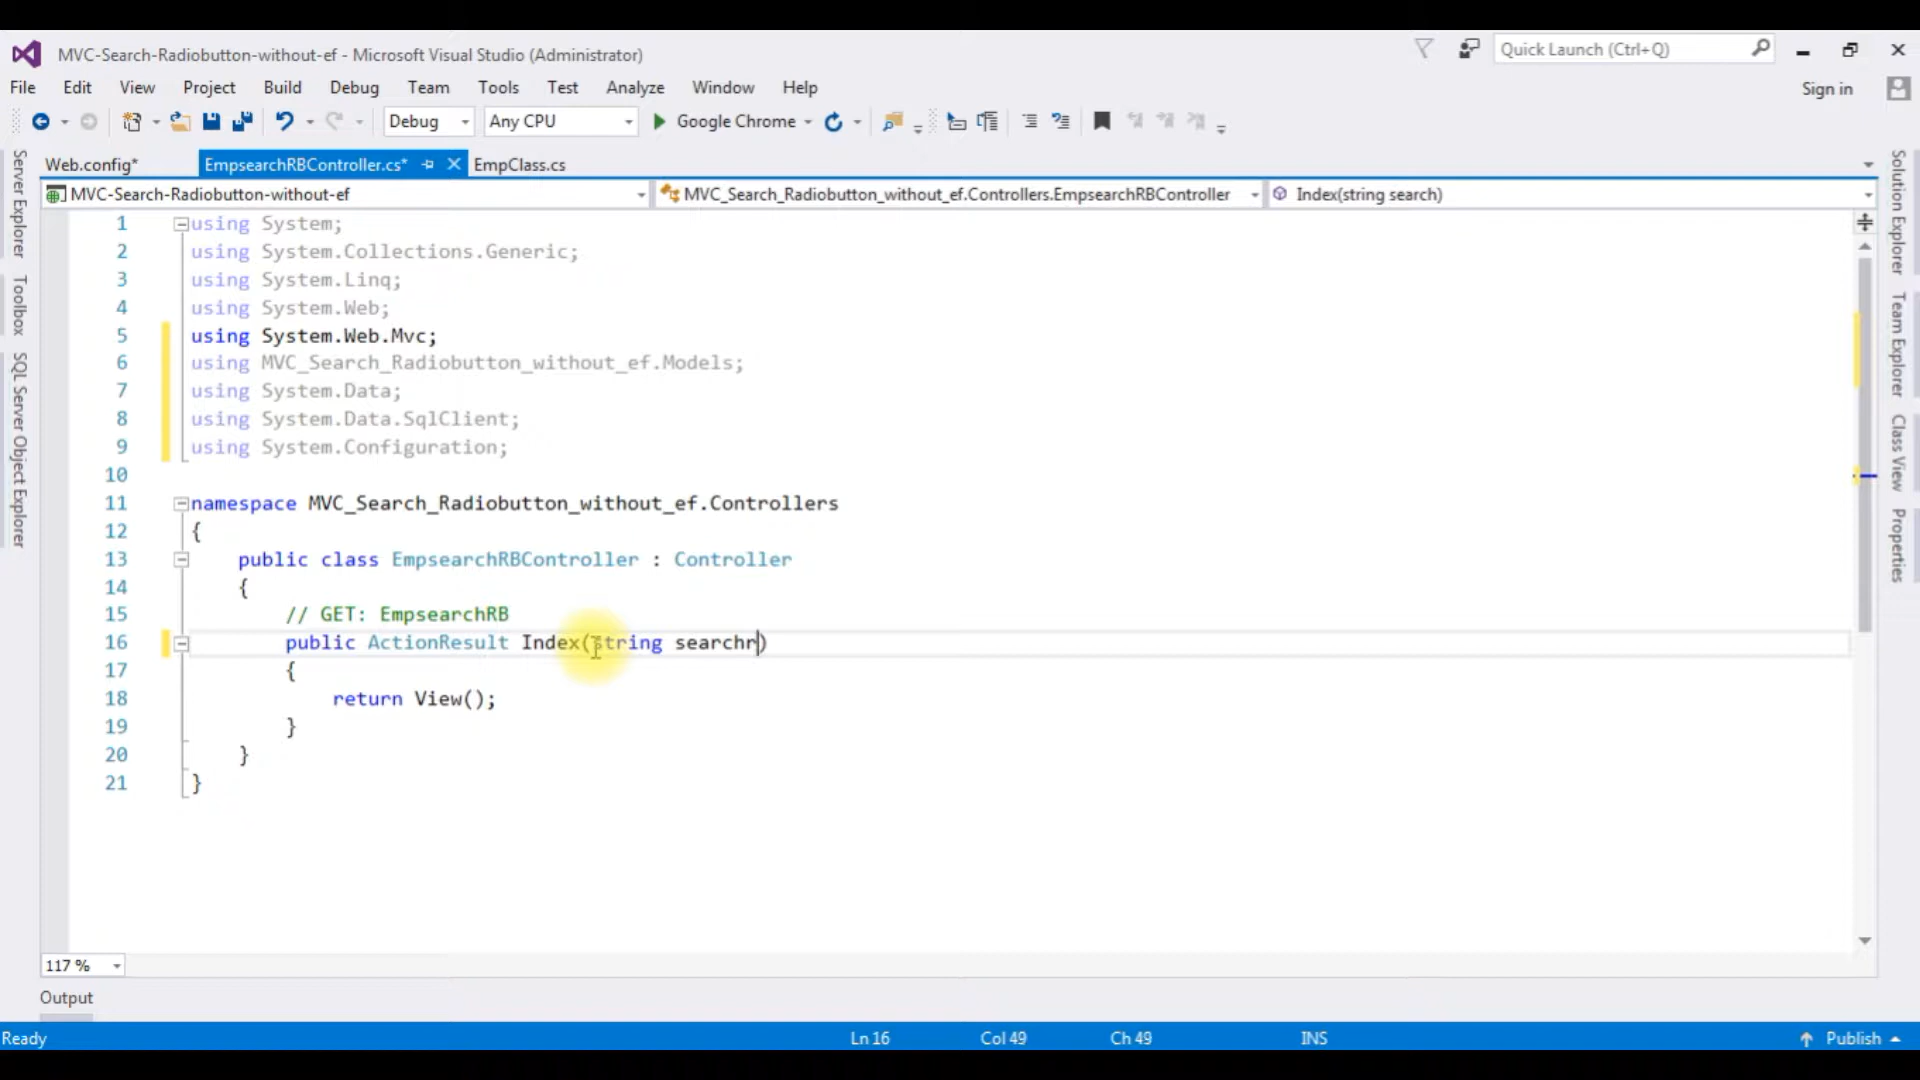 MVC-Search-Radiobutton-without-ef - Microsoft Visual Studio (Administrator)
Quick Launch (Ctrl+Q)
File Edit View Project Build Debug Team Tools Test Analyze Window Help
Sign in
Debug Any CPU Google Chrome
Web.config* EmpsearchRBController.cs* EmpClass.cs
MVC-Search-Radiobutton-without-ef MVC_Search_Radiobutton_without_ef.Controllers.EmpsearchRBController Index(string search)
Server Explorer
Toolbox
SQL Server Object Explorer
1 using System;
2 using System.Collections.Generic;
3 using System.Linq;
4 using System.Web;
5 using System.Web.Mvc;
6 using MVC_Search_Radiobutton_without_ef.Models;
7 using System.Data;
8 using System.Data.SqlClient;
9 using System.Configuration;
10
11 namespace MVC_Search_Radiobutton_without_ef.Controllers
12 {
13 public class EmpsearchRBController : Controller
14 {
15 // GET: EmpsearchRB
16 public ActionResult Index(string searchr)
17 {
18 return View();
19 }
20 }
21 }
Solution Explorer
Team Explorer
Class View
Properties
117 %
Output
Ready Ln 16 Col 49 Ch 49 INS Publish